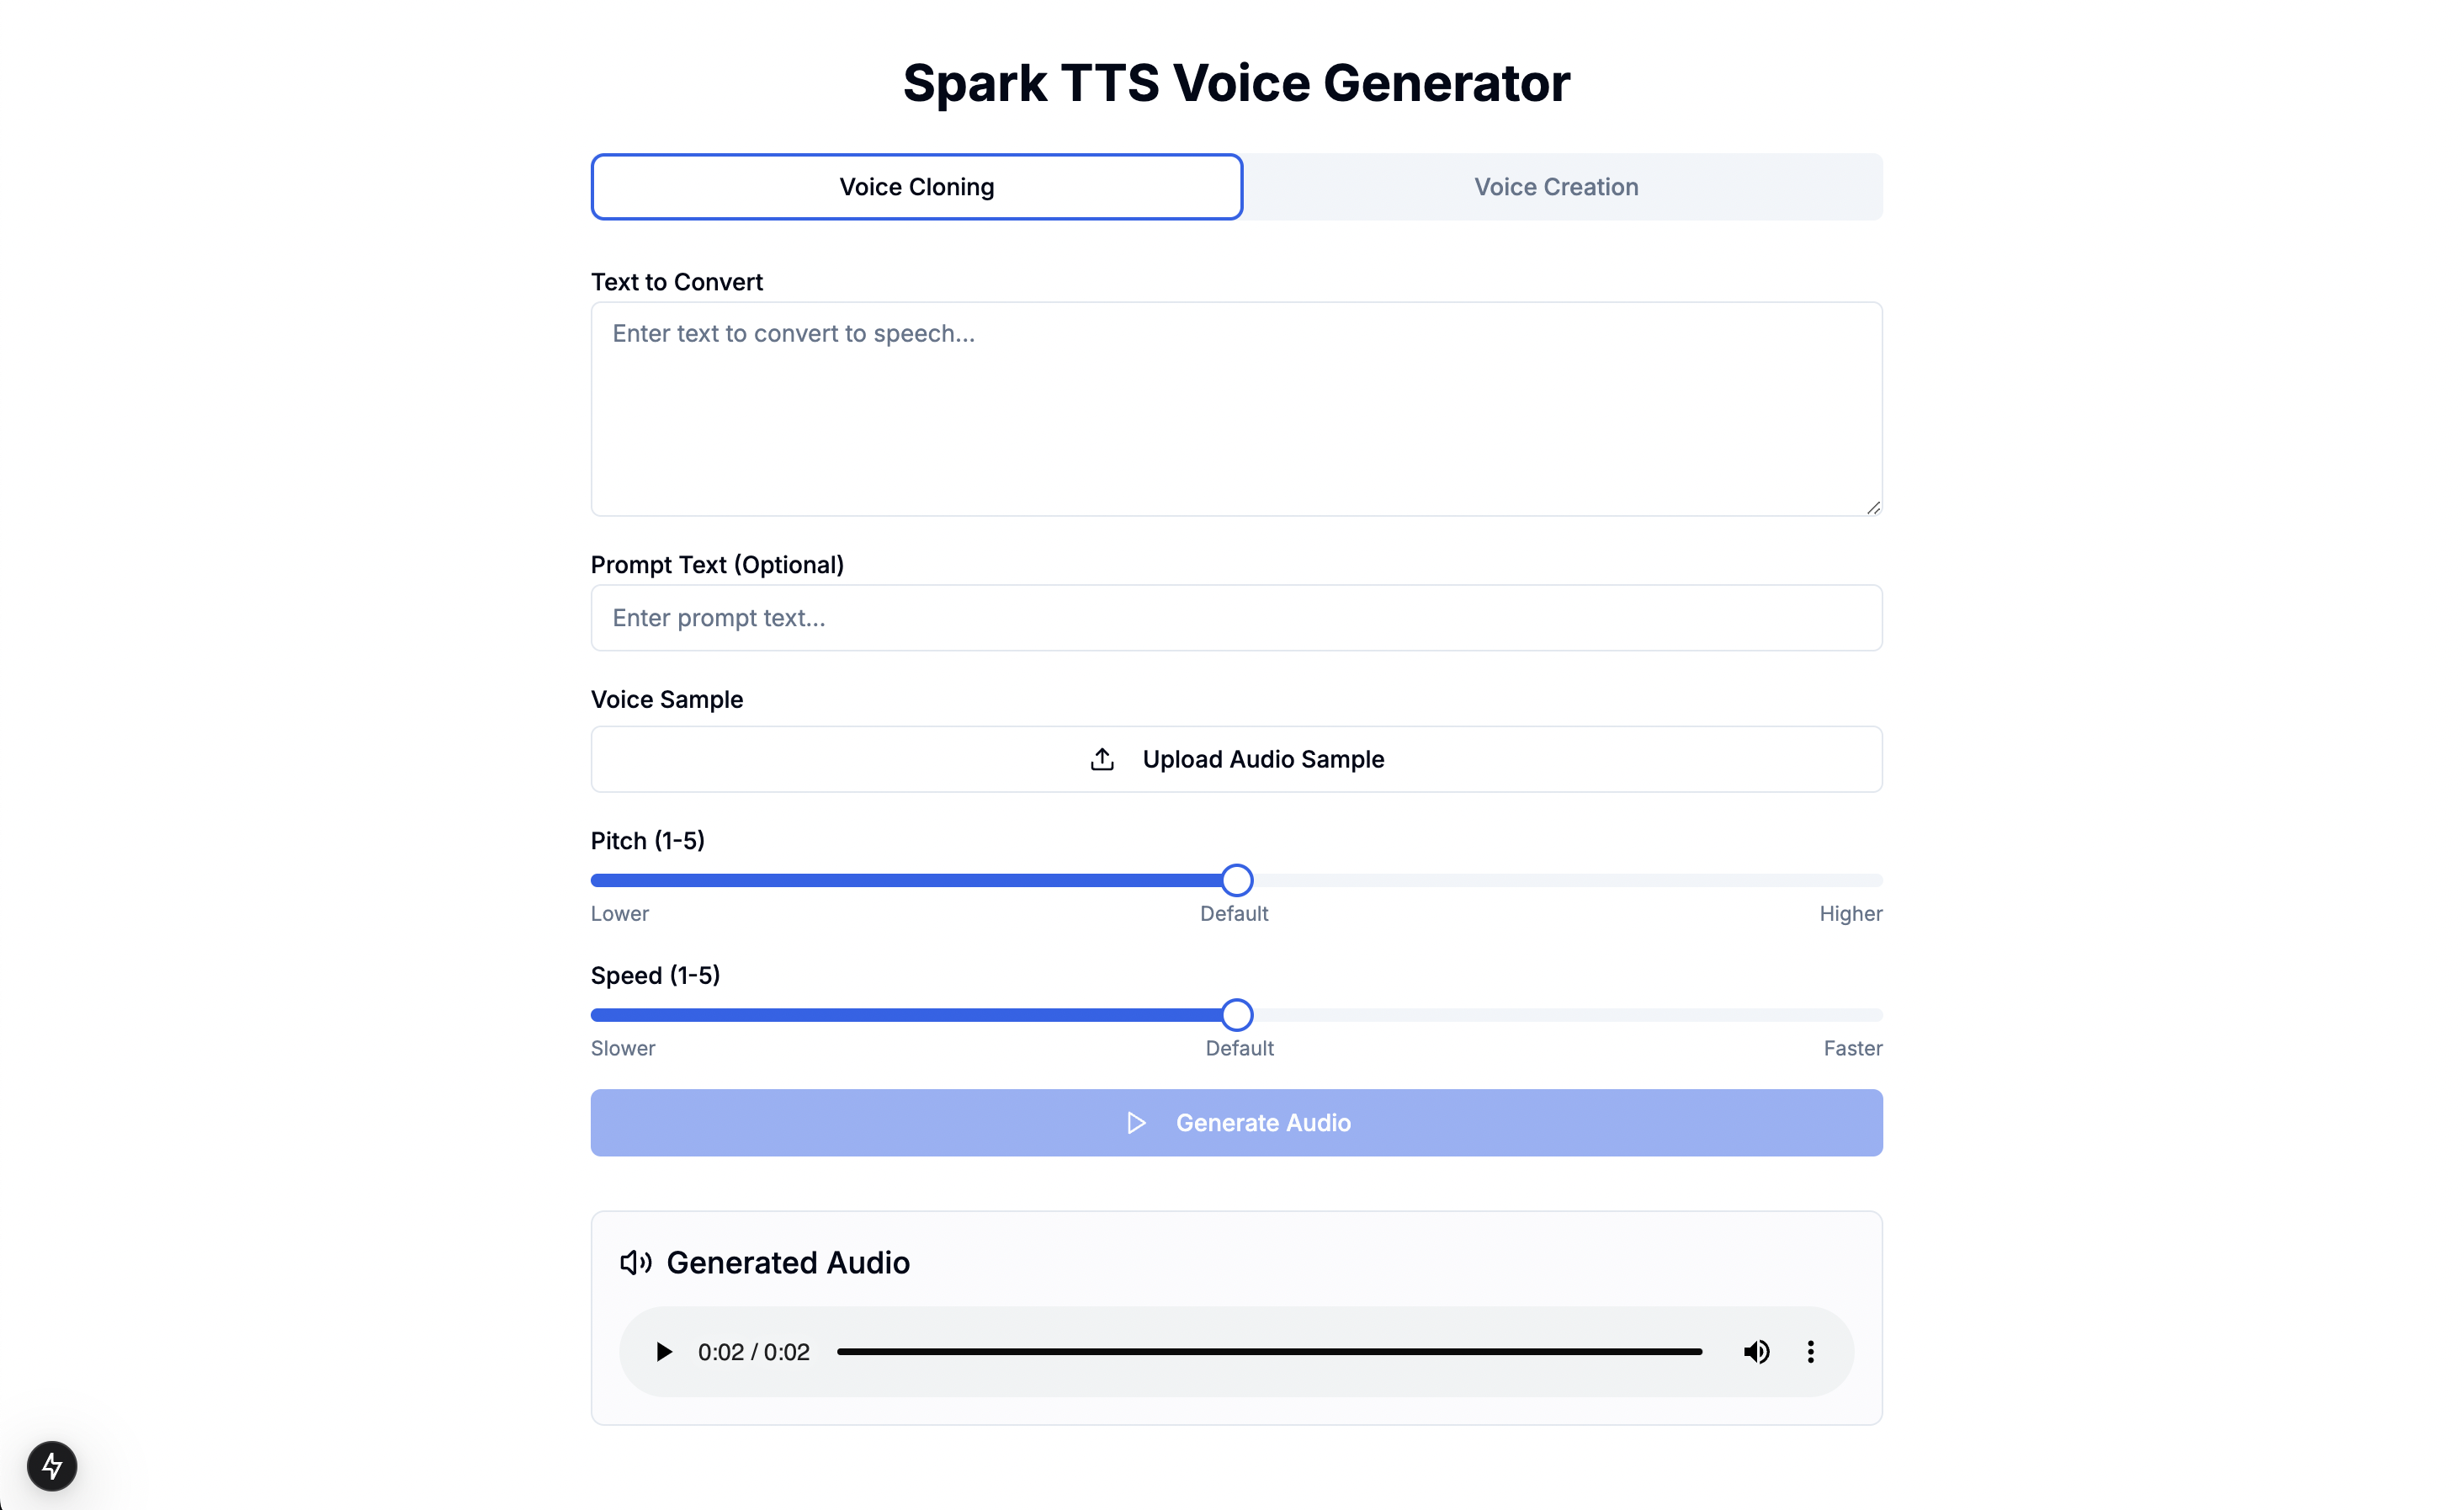 Spark TTS Voice Generator
Voice Cloning
Voice Creation
Text to Convert
Enter text to convert to speech...
Prompt Text (Optional)
Enter prompt text...
Voice Sample
Upload Audio Sample
Pitch (1-5)
Lower Default Higher
Speed (1-5)
Slower Default Faster
Generate Audio
Generated Audio
0:02 / 0:02